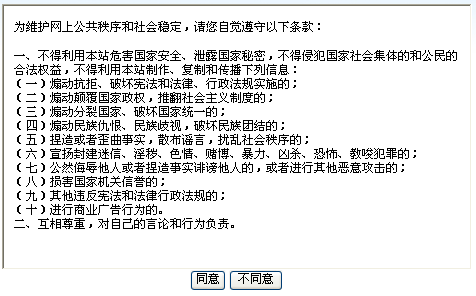 为维护网上公共秩序和社会稳定，请您自觉遵守以下条款：
一、不得利用本站危害国家安全、泄露国家秘密，不得侵犯国家社会集体的和公民的
合法权益，不得利用本站制作、复制和传播下列信息：
（一）煽动抗拒、破坏宪法和法律、行政法规实施的；
（二）煽动颠覆国家政权，推翻社会主义制度的；
（三）煽动分裂国家、破坏国家统一的；
（四）煽动民族仇恨、民族歧视，破坏民族团结的；
（五）捏造或者歪曲事实，散布谣言，扰乱社会秩序的；
（六）宣扬封建迷信、淫秽、色情、赌博、暴力、凶杀、恐怖、教唆犯罪的；
（七）公然侮辱他人或者捏造事实诽谤他人的，或者进行其他恶意攻击的；
（八）损害国家机关信誉的；
（九）其他违反宪法和法律行政法规的；
（十）进行商业广告行为的。
二、互相尊重，对自己的言论和行为负责。
同意 不同意